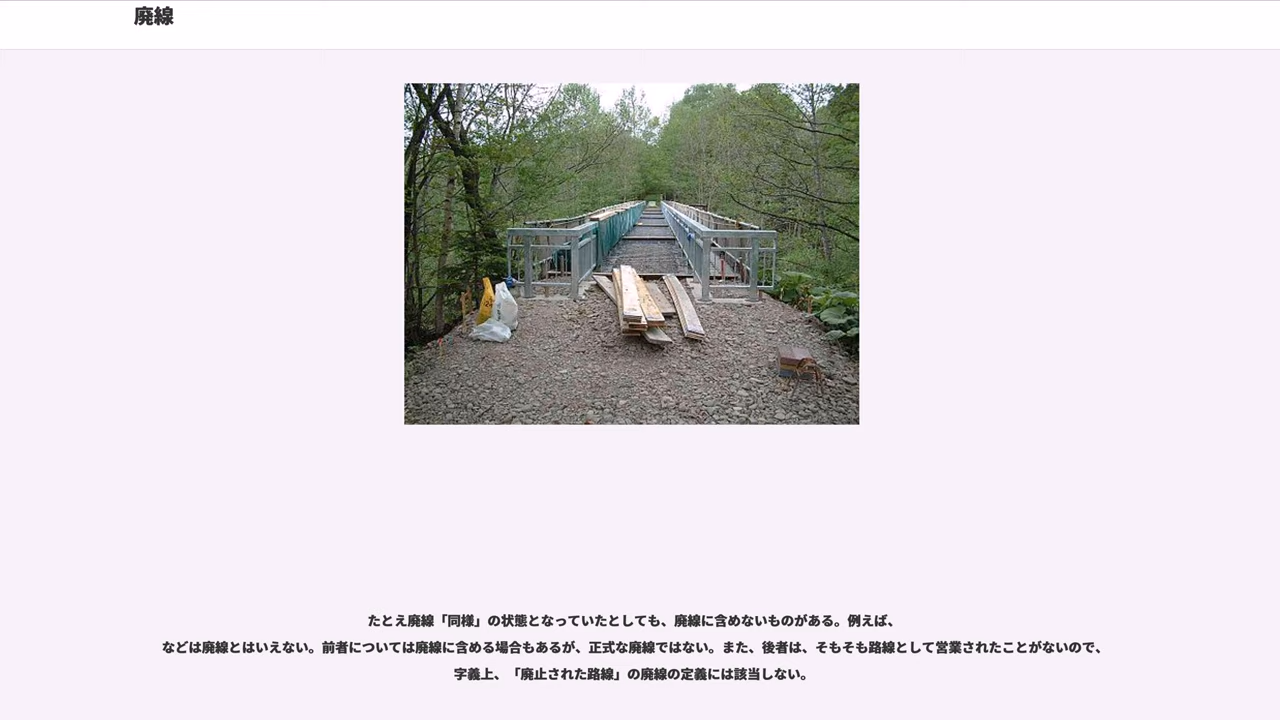 廃線
たとえ廃線「同様」の状態となっていたとしても、廃線に含めないものがある。例えば、
などは廃線とはいえない。前者については廃線に含める場合もあるが、正式な廃線ではない。また、後者は、そもそも路線として営業されたことがないので、
字義上、「廃止された路線」の廃線の定義には該当しない。